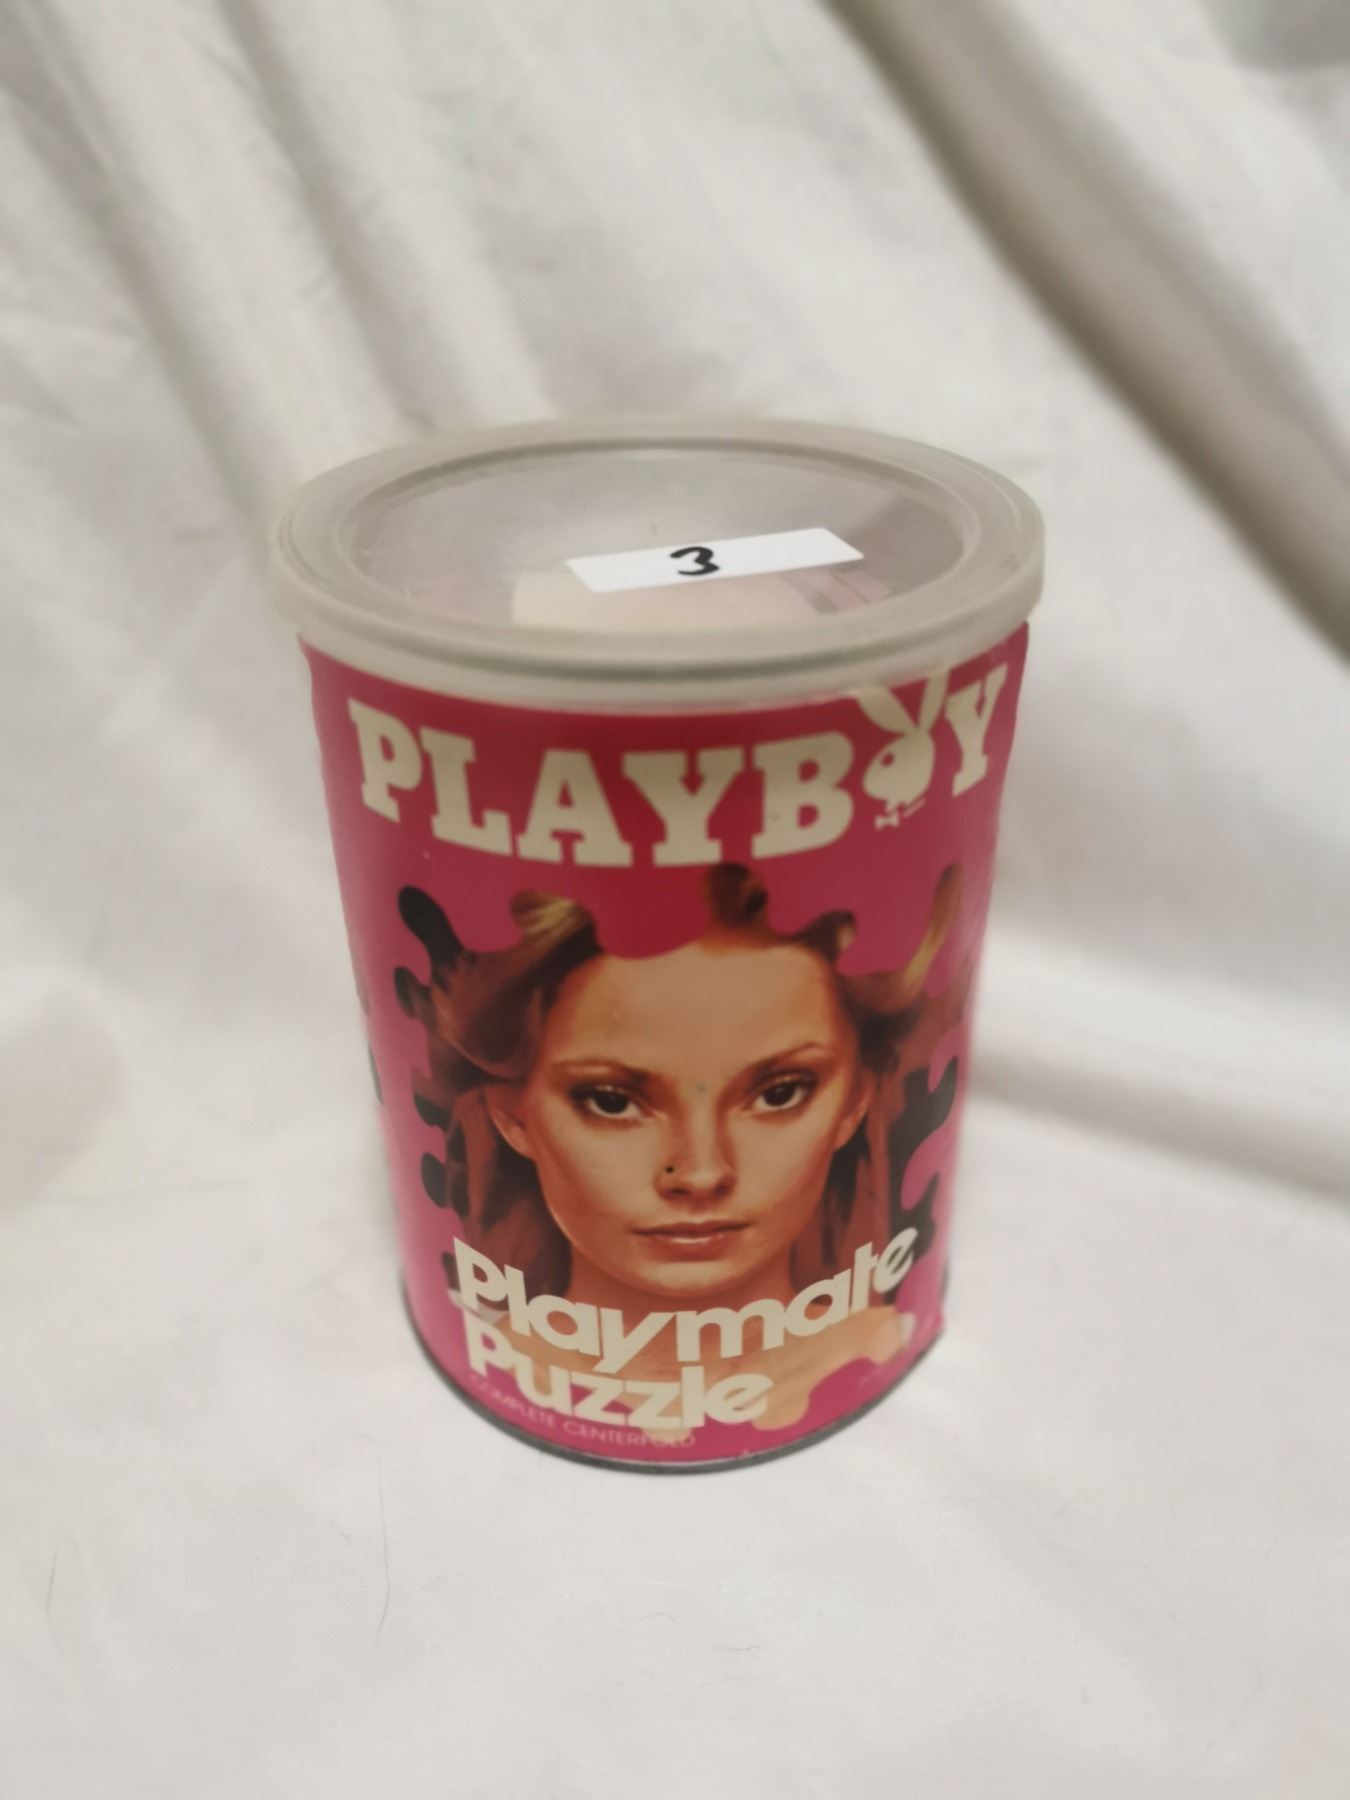 3
PLAYBOY
Playmate
Puzzle
COMPLETE CENTERFOLD